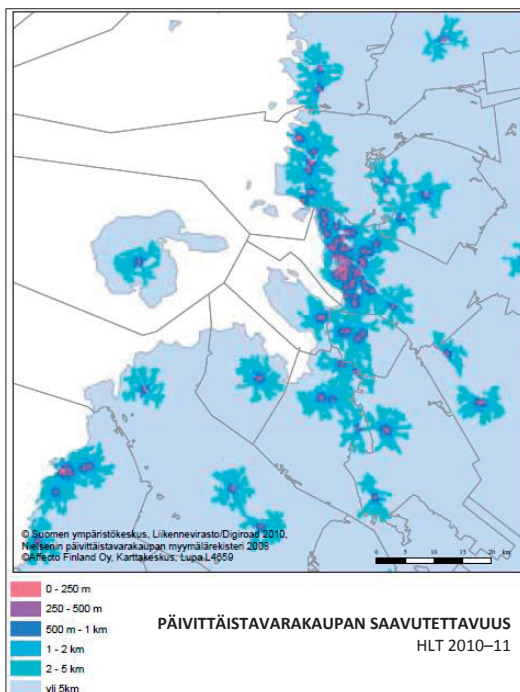 © Suomen ympäristökeskus, Liikennevirasto/Digiroad 2010,
Nielsenin päivittäistavarakaupan myymälärekisteri 2008
©Affecto Finland Oy, Karttakeskus, Lupa L4659
0 5 10 15 20 km
0 - 250 m
250 - 500 m
500 m - 1 km
1 - 2 km
2 - 5 km
yli 5km
PÄIVITTÄISTAVARAKAUPAN SAAVUTETTAVUUS
HLT 2010–11